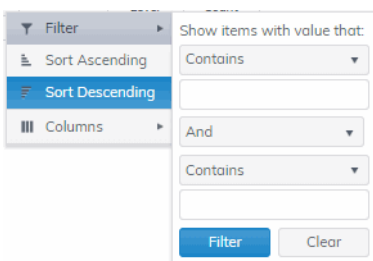 Filter
Sort Ascending
Sort Descending
Columns
Show items with value that:
Contains
And
Contains
Filter Clear